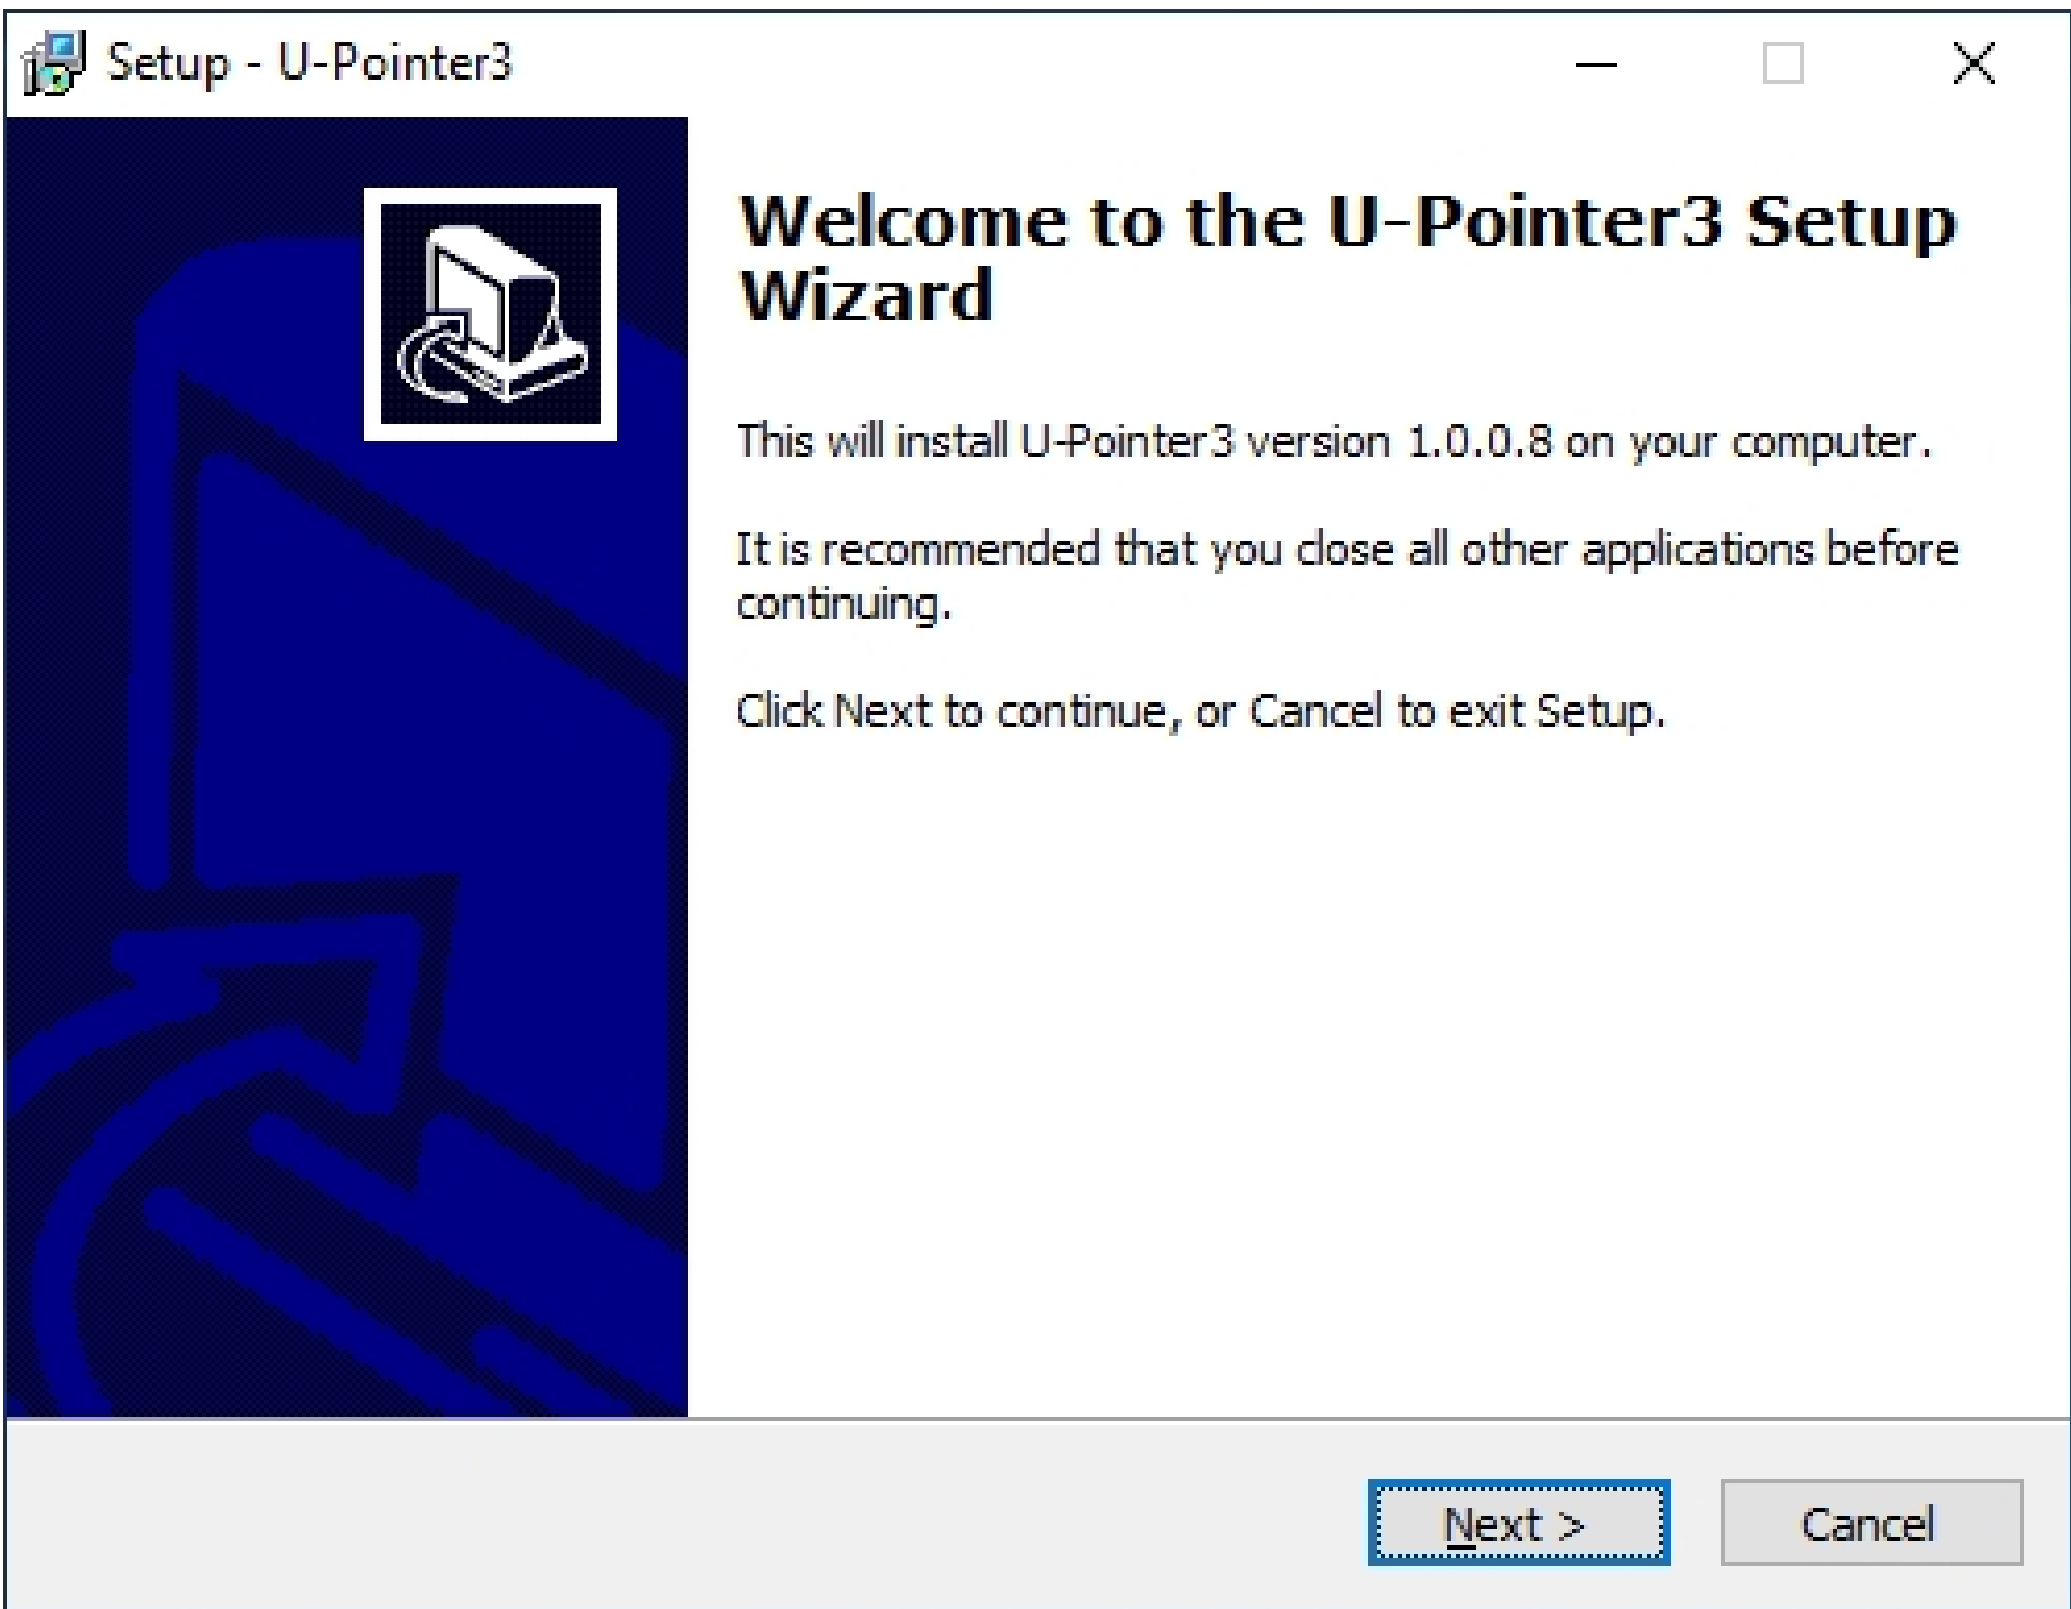 Setup - U-Pointer3
Welcome to the U-Pointer3 Setup
Wizard
This will install U-Pointer3 version 1.0.0.8 on your computer.
It is recommended that you close all other applications before
continuing.
Click Next to continue, or Cancel to exit Setup.
Next >
Cancel